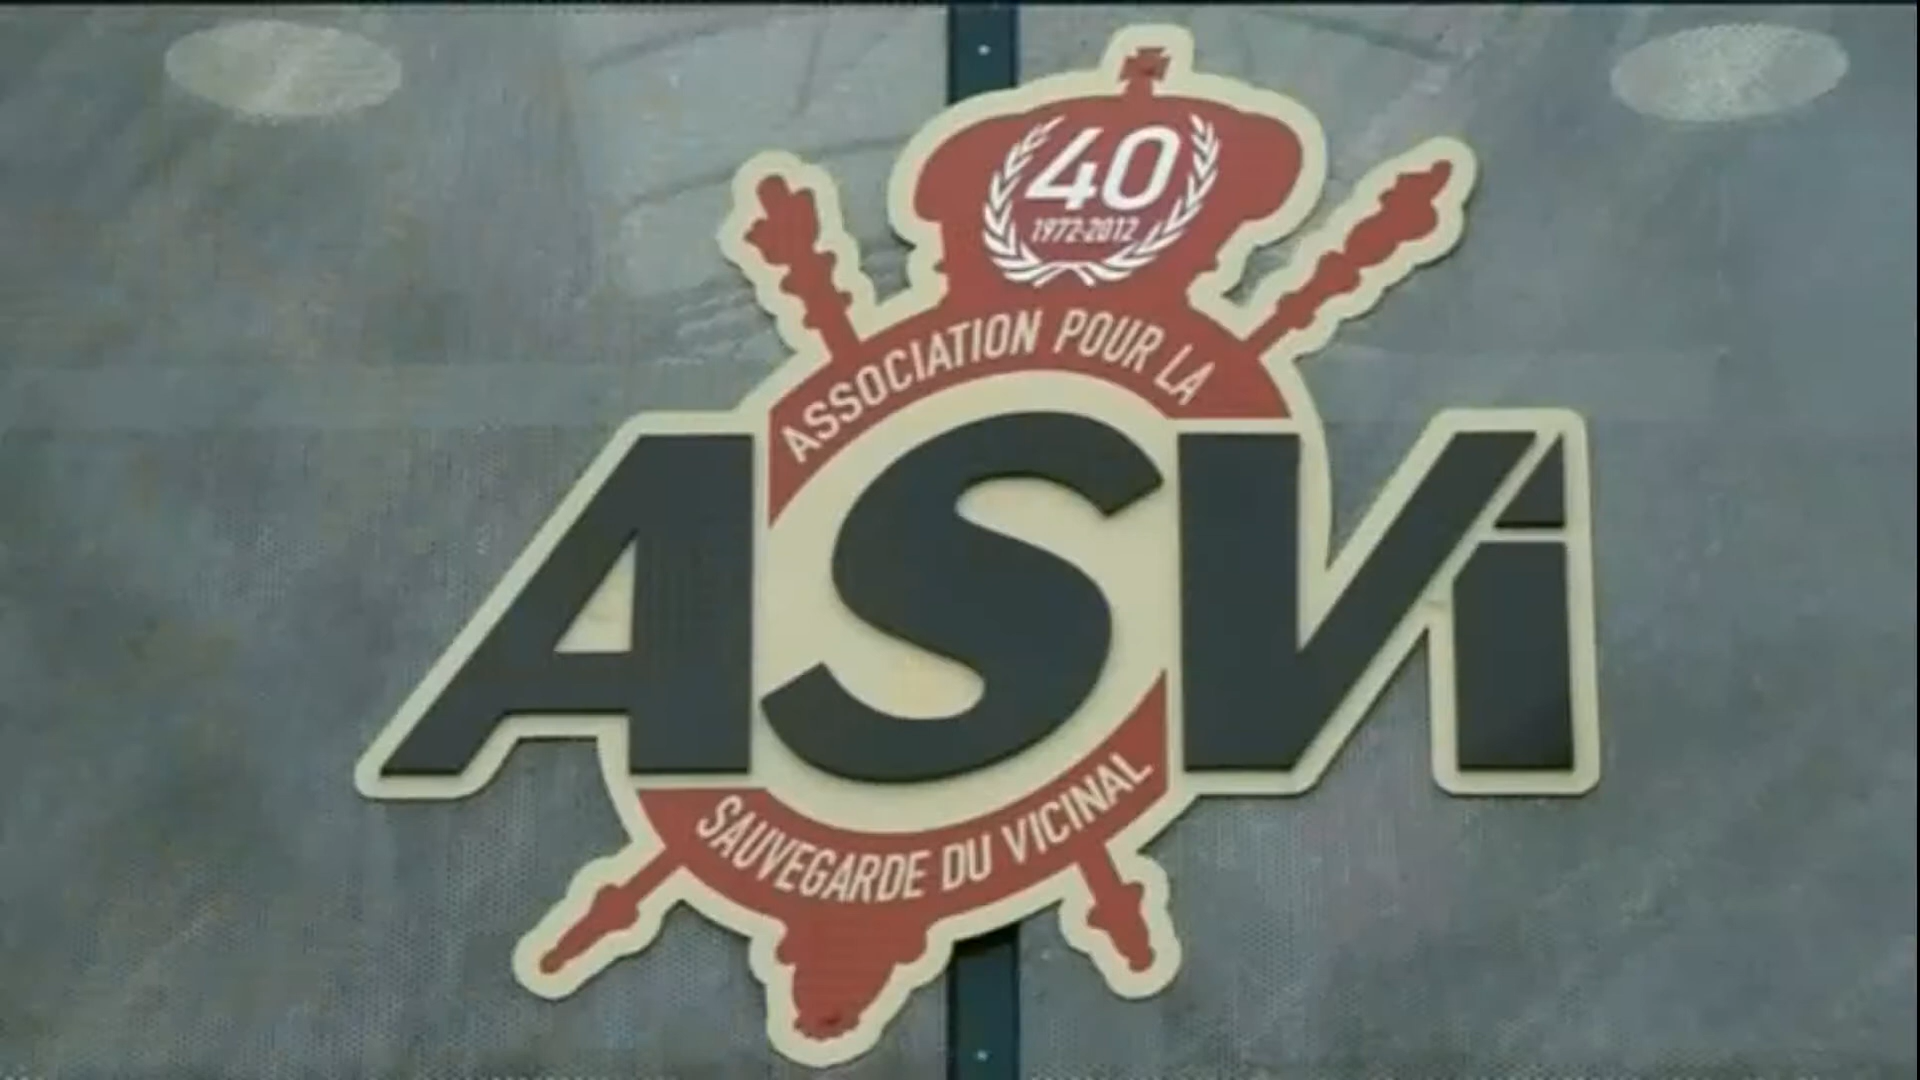 40
1972-2012
ASSOCIATION POUR LA
ASVi
SAUVEGARDE DU VICINAL